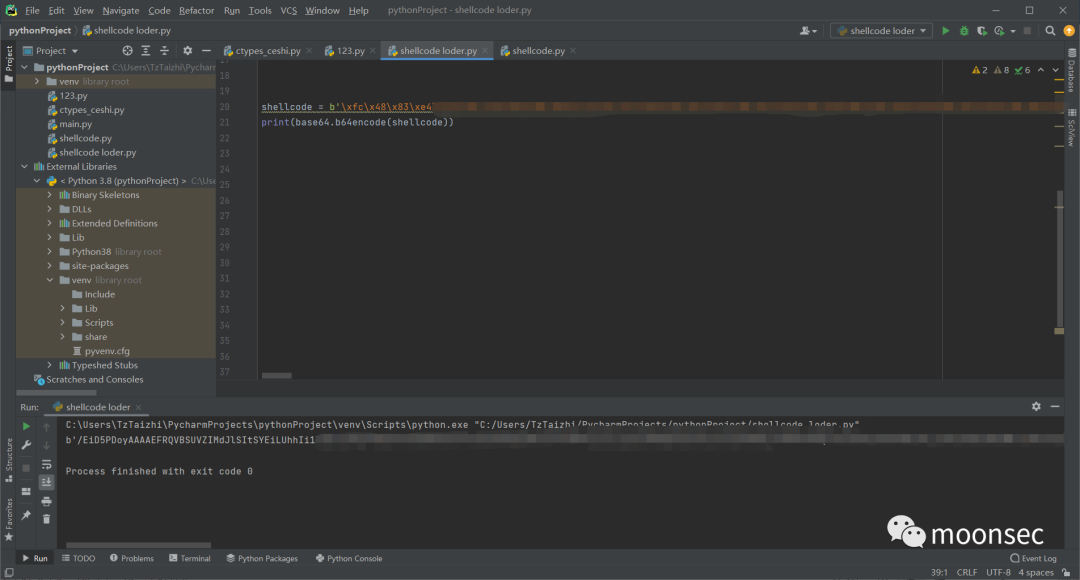 File Edit View Navigate Code Refactor Run Tools VCS Window Help pythonProject - shellcode loder.py
pythonProject shellcode loder.py shellcode loder
Project ctypes_ceshi.py 123.py shellcode loder.py shellcode.py
pythonProject C:\Users\TzTaizhi\Pycharm
venv library root
123.py
ctypes_ceshi.py
main.py
shellcode.py
shellcode loder.py
External Libraries
< Python 3.8 (pythonProject) > C:\Use
Binary Skeletons
DLLs
Extended Definitions
Lib
Python38 library root
site-packages
venv library root
Include
Lib
Scripts
share
pyvenv.cfg
Typeshed Stubs
Scratches and Consoles
18
19
20 shellcode = b'\xfc\x48\x83\xe4
21 print(base64.b64encode(shellcode))
22
23
24
25
26
27
28
29
30
31
32
33
34
35
36
37
2 8 6
Project
Structure
Favorites
Database
SciView
Run: shellcode loder
C:\Users\TzTaizhi\PycharmProjects\pythonProject\venv\Scripts\python.exe "C:/Users/TzTaizhi/PycharmProjects/pythonProject/shellcode loder.py"
b'/EiD5PDoyAAAAEFRQVBSUVZIMdJlSItSYEiLUhhIi1
Process finished with exit code 0
moonsec
Run TODO Problems Terminal Python Packages Python Console Event Log
39:1 CRLF UTF-8 4 spaces